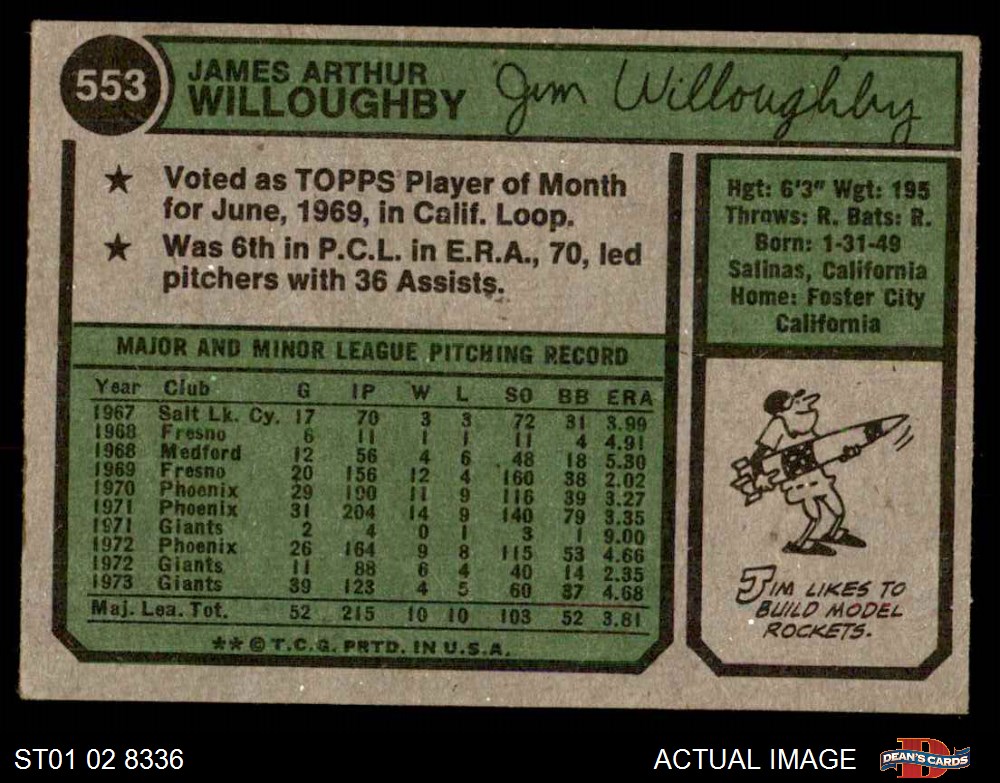 553
JAMES ARTHUR
WILLOUGHBY
Jim Willoughby
★ Voted as TOPPS Player of Month
for June, 1969, in Calif. Loop.
★ Was 6th in P.C.L. in E.R.A., 70, led
pitchers with 36 Assists.
Hgt: 6'3" Wgt: 195
Throws: R. Bats: R.
Born: 1-31-49
Salinas, California
Home: Foster City
California
MAJOR AND MINOR LEAGUE PITCHING RECORD
Year Club G IP W L SO BB ERA
1967 Salt Lk. Cy. 17 70 3 3 72 31 3.99
1968 Fresno 6 11 1 1 11 4 4.91
1968 Medford 12 56 4 6 48 18 5.30
1969 Fresno 20 156 12 4 160 38 2.02
1970 Phoenix 29 190 11 9 116 39 3.27
1971 Phoenix 31 204 14 9 140 79 3.35
1971 Giants 2 4 0 1 3 1 9.00
1972 Phoenix 26 164 9 8 115 53 4.66
1972 Giants 11 88 6 4 40 14 2.35
1973 Giants 39 123 4 5 60 37 4.68
Maj. Lea. Tot. 52 215 10 10 103 52 3.81
** © T.C.G. PRTD. IN U.S.A.
JIM LIKES TO
BUILD MODEL
ROCKETS.
ST01 02 8336
ACTUAL IMAGE
DEAN'S CARDS